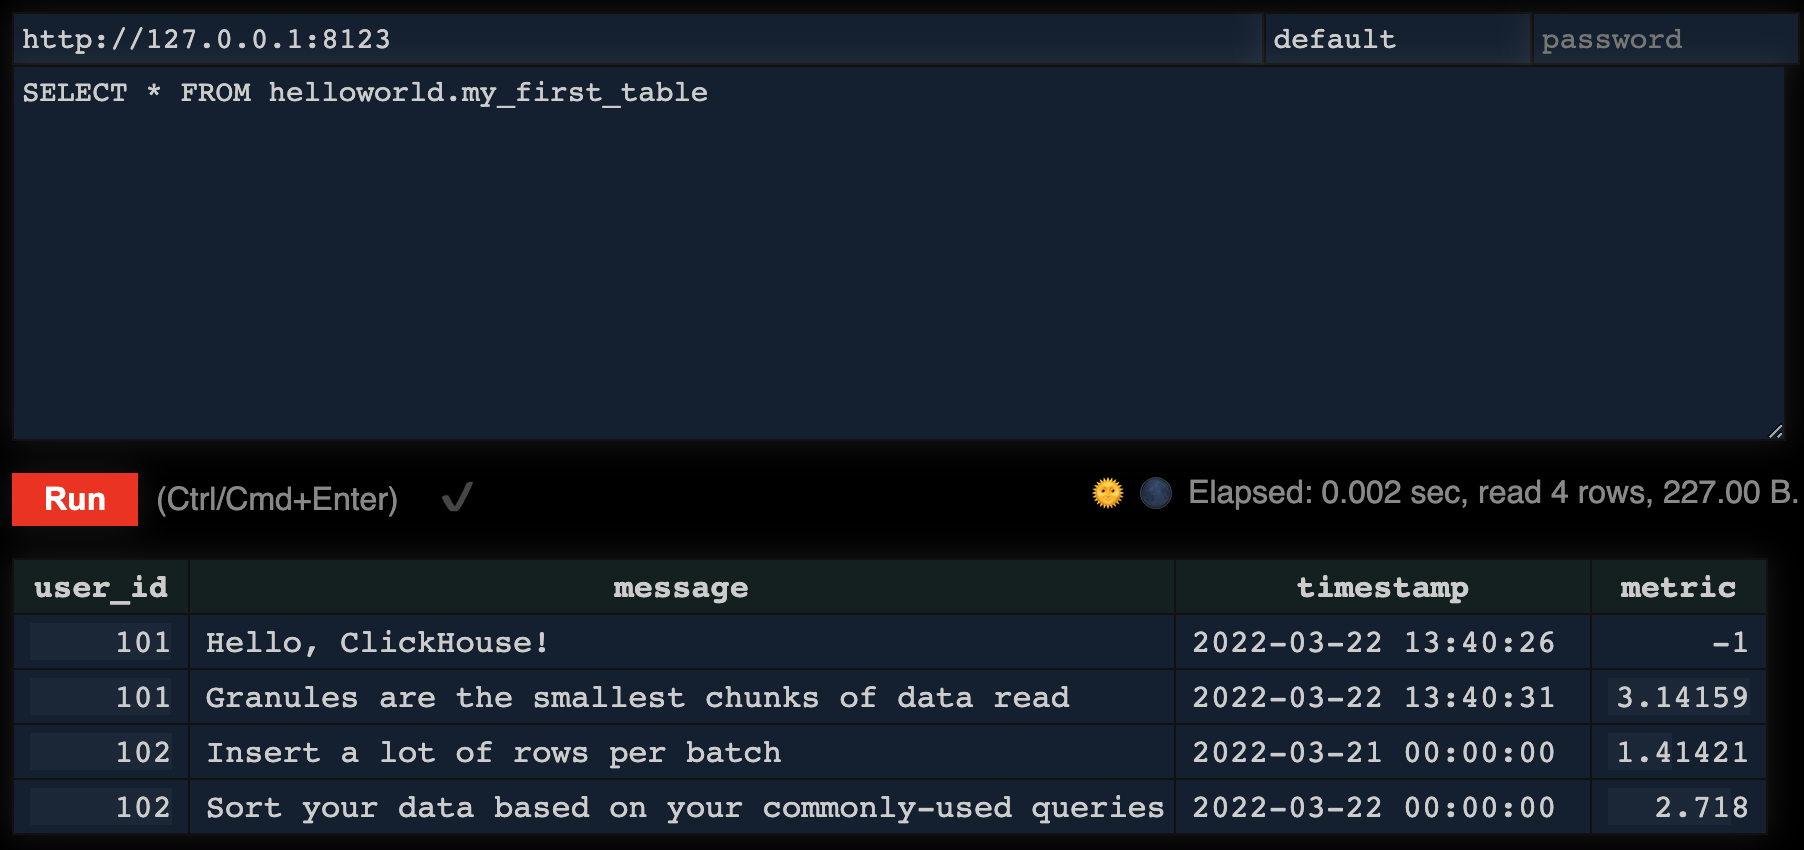 http://127.0.0.1:8123 default password
SELECT * FROM helloworld.my_first_table
Run (Ctrl/Cmd+Enter) ✔ 🌞 🌑 Elapsed: 0.002 sec, read 4 rows, 227.00 B.
user_id message timestamp metric
101 Hello, ClickHouse! 2022-03-22 13:40:26 -1
101 Granules are the smallest chunks of data read 2022-03-22 13:40:31 3.14159
102 Insert a lot of rows per batch 2022-03-21 00:00:00 1.41421
102 Sort your data based on your commonly-used queries 2022-03-22 00:00:00 2.718